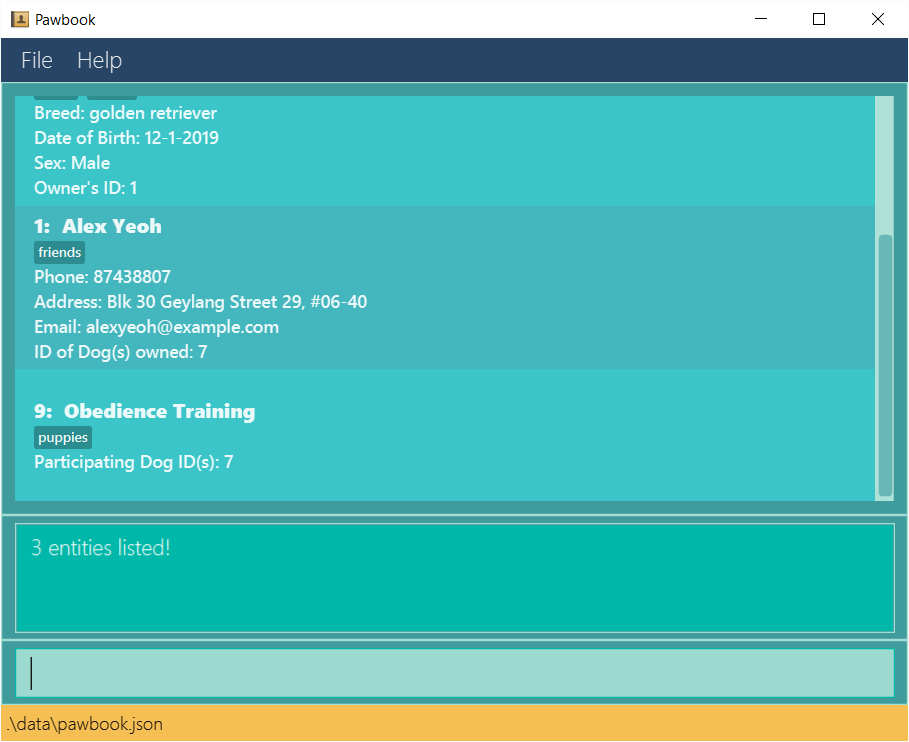 Pawbook
File Help
Breed: golden retriever
Date of Birth: 12-1-2019
Sex: Male
Owner's ID: 1
1: Alex Yeoh
friends
Phone: 87438807
Address: Blk 30 Geylang Street 29, #06-40
Email: alexyeoh@example.com
ID of Dog(s) owned: 7
9: Obedience Training
puppies
Participating Dog ID(s): 7
3 entities listed!
.\data\pawbook.json